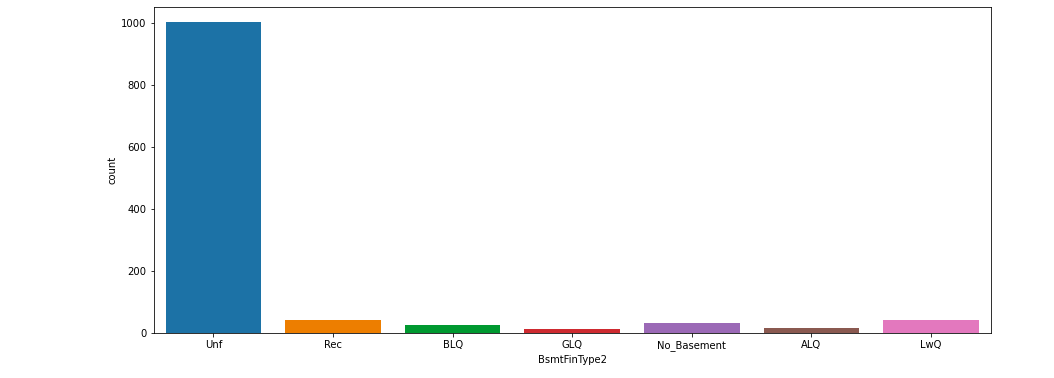 1000
800
600
400
200
0
count
Unf Rec BLQ GLQ No_Basement ALQ LwQ
BsmtFinType2